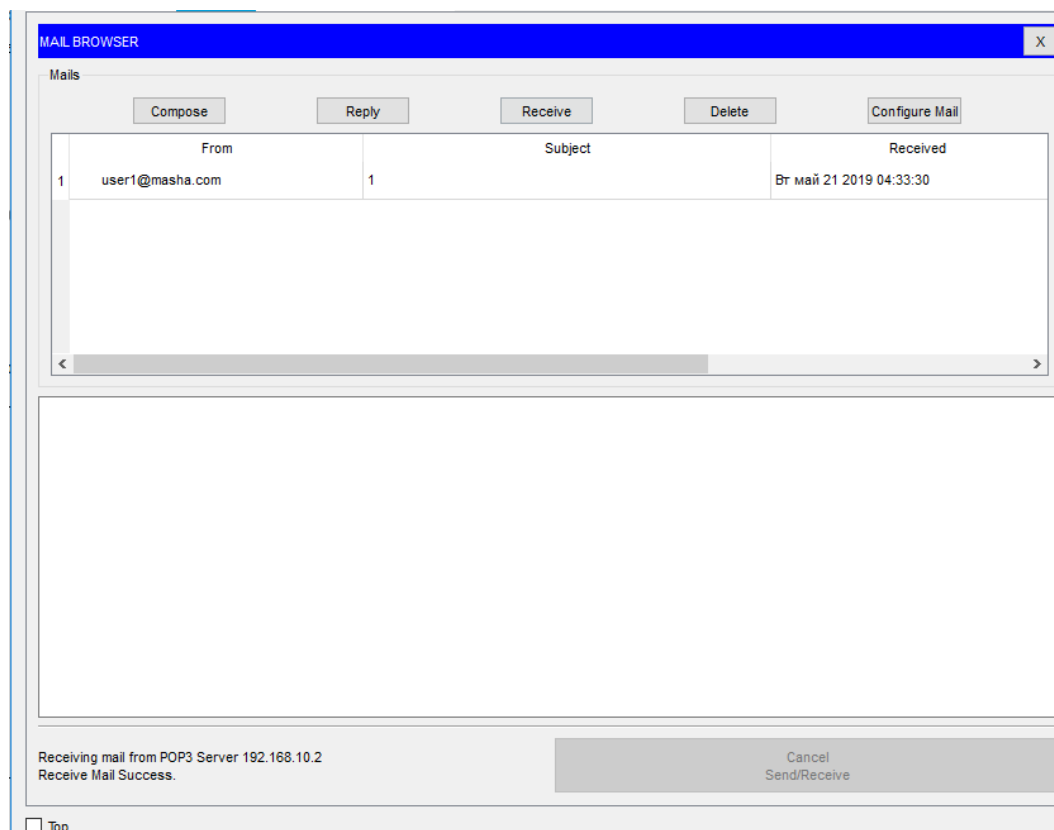 MAIL BROWSER
X
Mails
Compose Reply Receive Delete Configure Mail
From Subject Received
1 user1@masha.com 1 Вт май 21 2019 04:33:30
Receiving mail from POP3 Server 192.168.10.2
Receive Mail Success.
Cancel
Send/Receive
Top